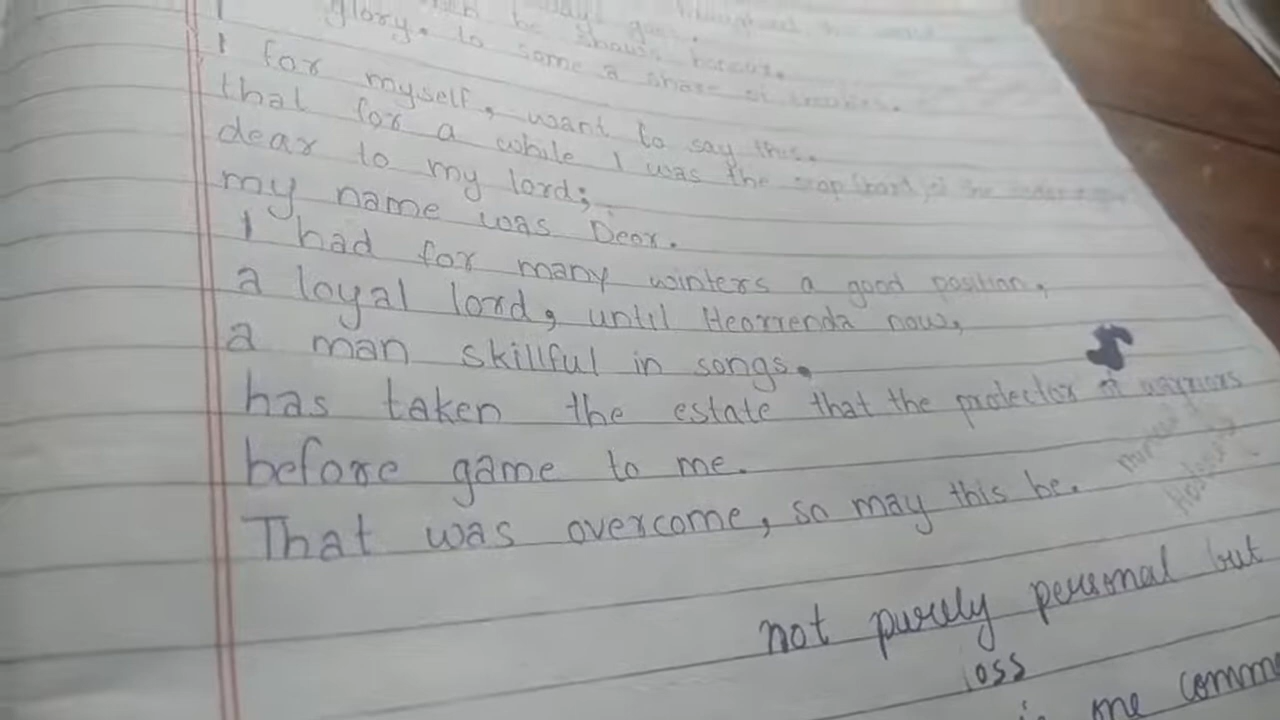 glory. to some a share of
I for myself, want to say this.
that for a while I was the
dear to my lord;
my name was Deor.
I had for many winters a good position,
a loyal lord, until Heorrenda now,
a man skillful in songs.
has taken the estate that the protector of warriors
before game to me.
That was overcome, so may this be.
not purely personal but
loss
comme